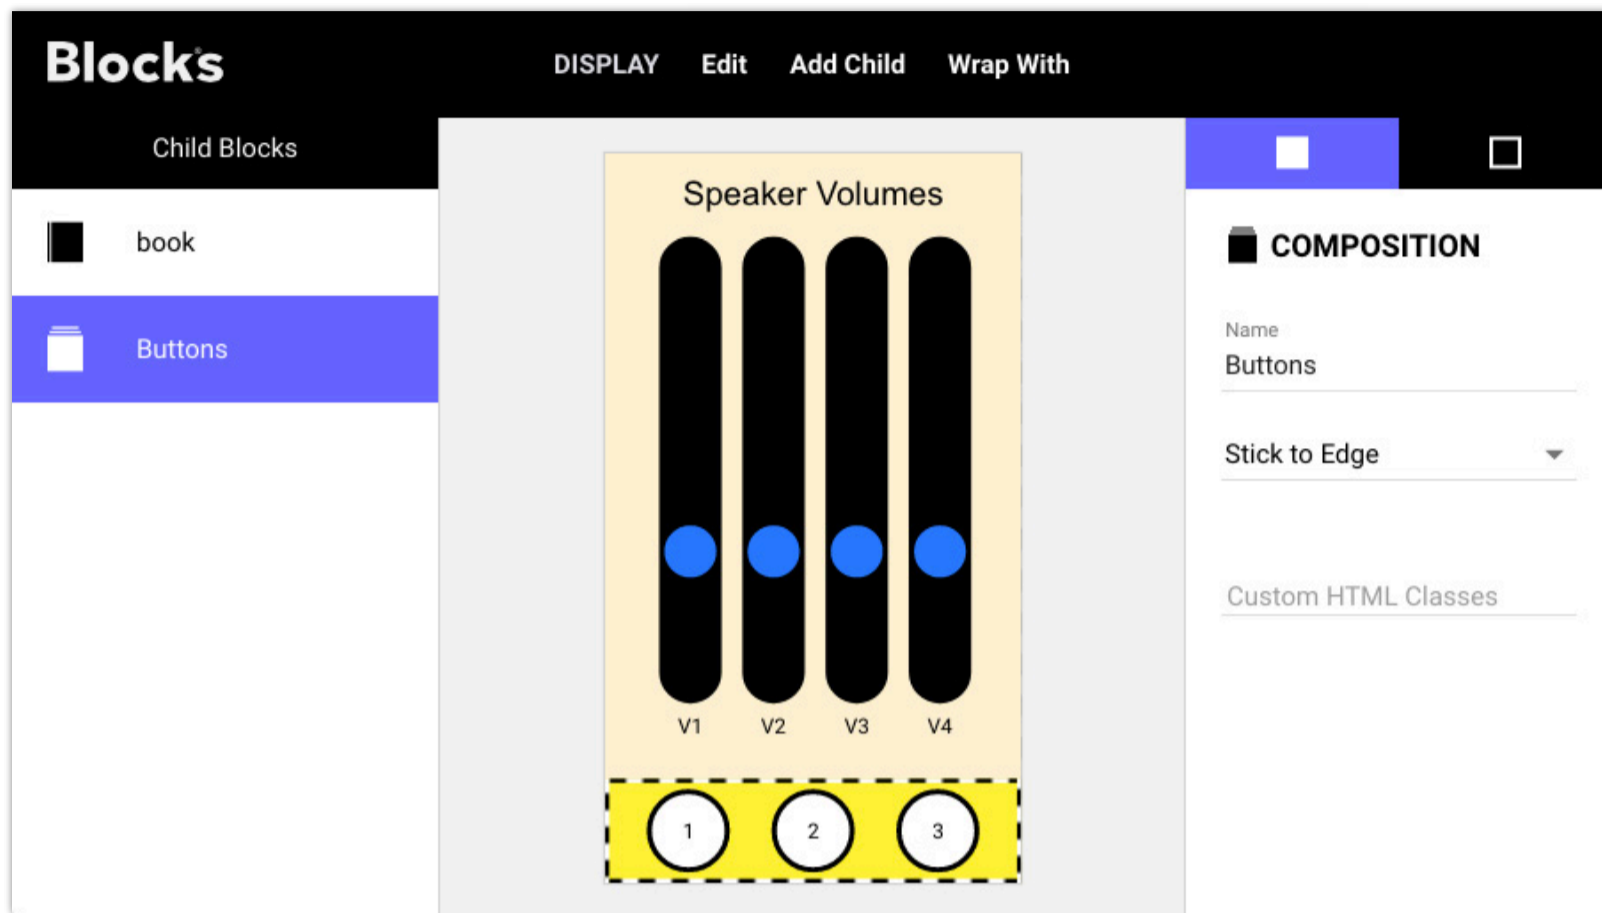 Blocks
DISPLAY Edit Add Child Wrap With
Child Blocks
book
Buttons
Speaker Volumes
V1 V2 V3 V4
1 2 3
COMPOSITION
Name
Buttons
Stick to Edge
Custom HTML Classes